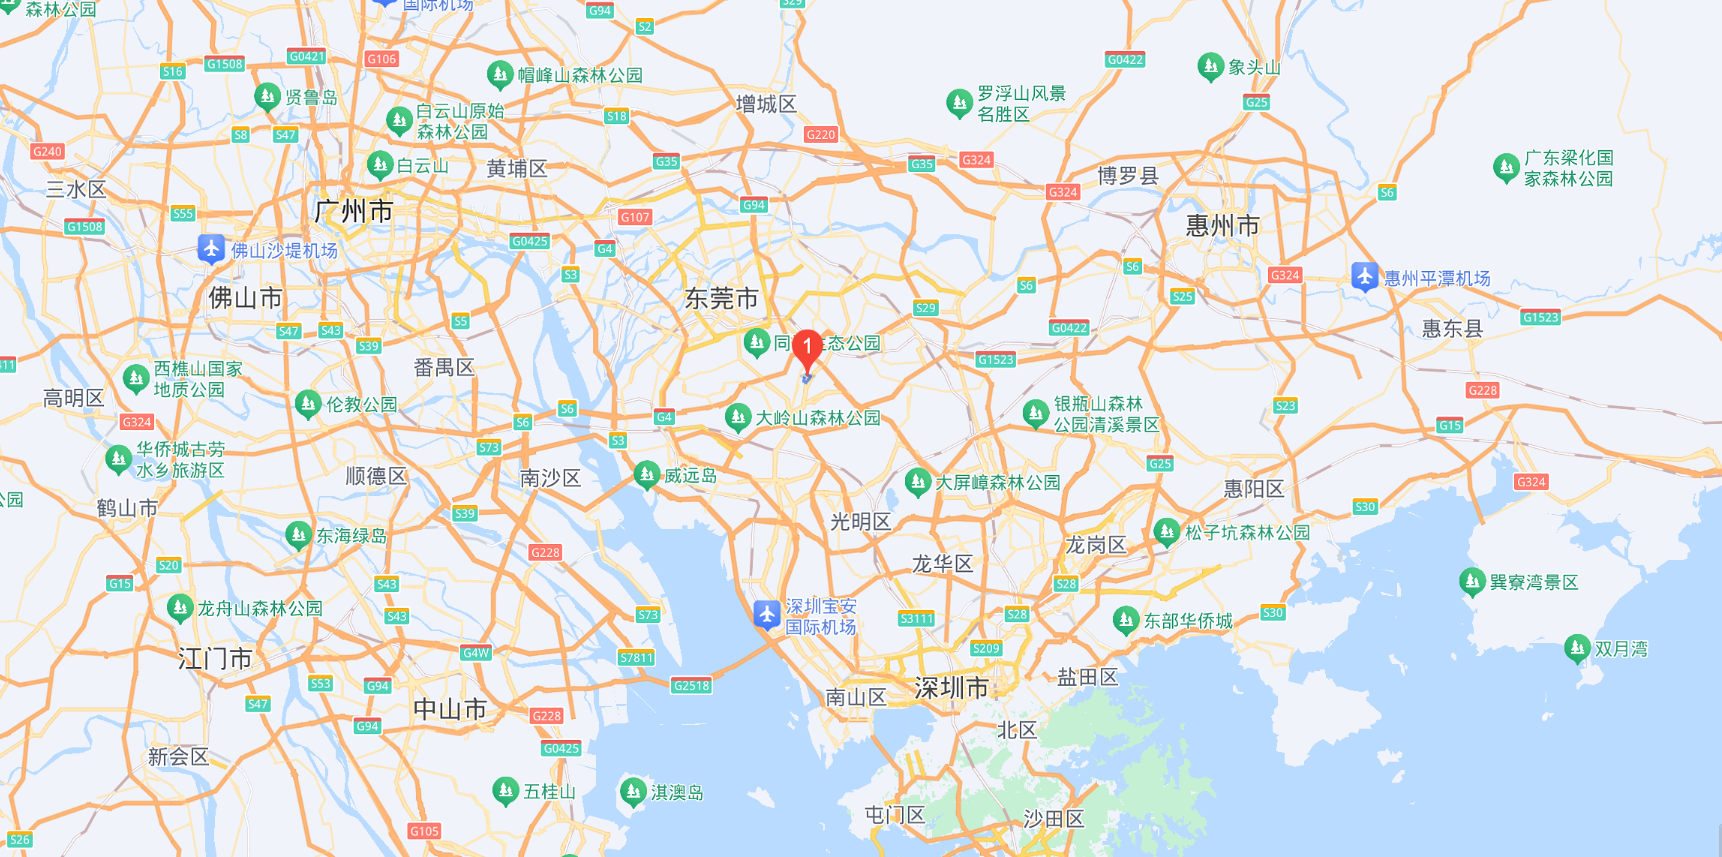 森林公园
国际机场
G94
S2
S29
S16
G1508
G0421
G106
帽峰山森林公园
G0422
象头山
贤鲁岛
白云山原始
森林公园
增城区
罗浮山风景
名胜区
G25
S8
S47
S18
G220
G240
白云山
黄埔区
G35
G35
G324
博罗县
广东梁化国
家森林公园
三水区
S55
广州市
G107
G94
G324
S6
G1508
佛山沙堤机场
G0425
G4
惠州市
S3
S6
G324
惠州平潭机场
佛山市
东莞市
S6
S25
S29
S47
S43
S5
G0422
G1523
惠东县
S39
1
G1523
番禺区
西樵山国家
地质公园
高明区
伦教公园
S6
G4
大岭山森林公园
银瓶山森林
公园清溪景区
S23
G228
G324
S6
S3
G15
华侨城古劳
水乡旅游区
S73
顺德区
南沙区
威远岛
大屏嶂森林公园
G25
惠阳区
G324
公园
鹤山市
S39
光明区
S30
东海绿岛
龙岗区
松子坑森林公园
S20
G228
龙华区
G15
S43
S28
巽寮湾景区
龙舟山森林公园
S43
S73
深圳宝安
国际机场
S3111
S28
东部华侨城
S30
江门市
G4W
S7811
S209
双月湾
S53
G94
G2518
南山区
深圳市
盐田区
S47
中山市
G228
G94
北区
新会区
G0425
五桂山
淇澳岛
屯门区
沙田区
G105
S26